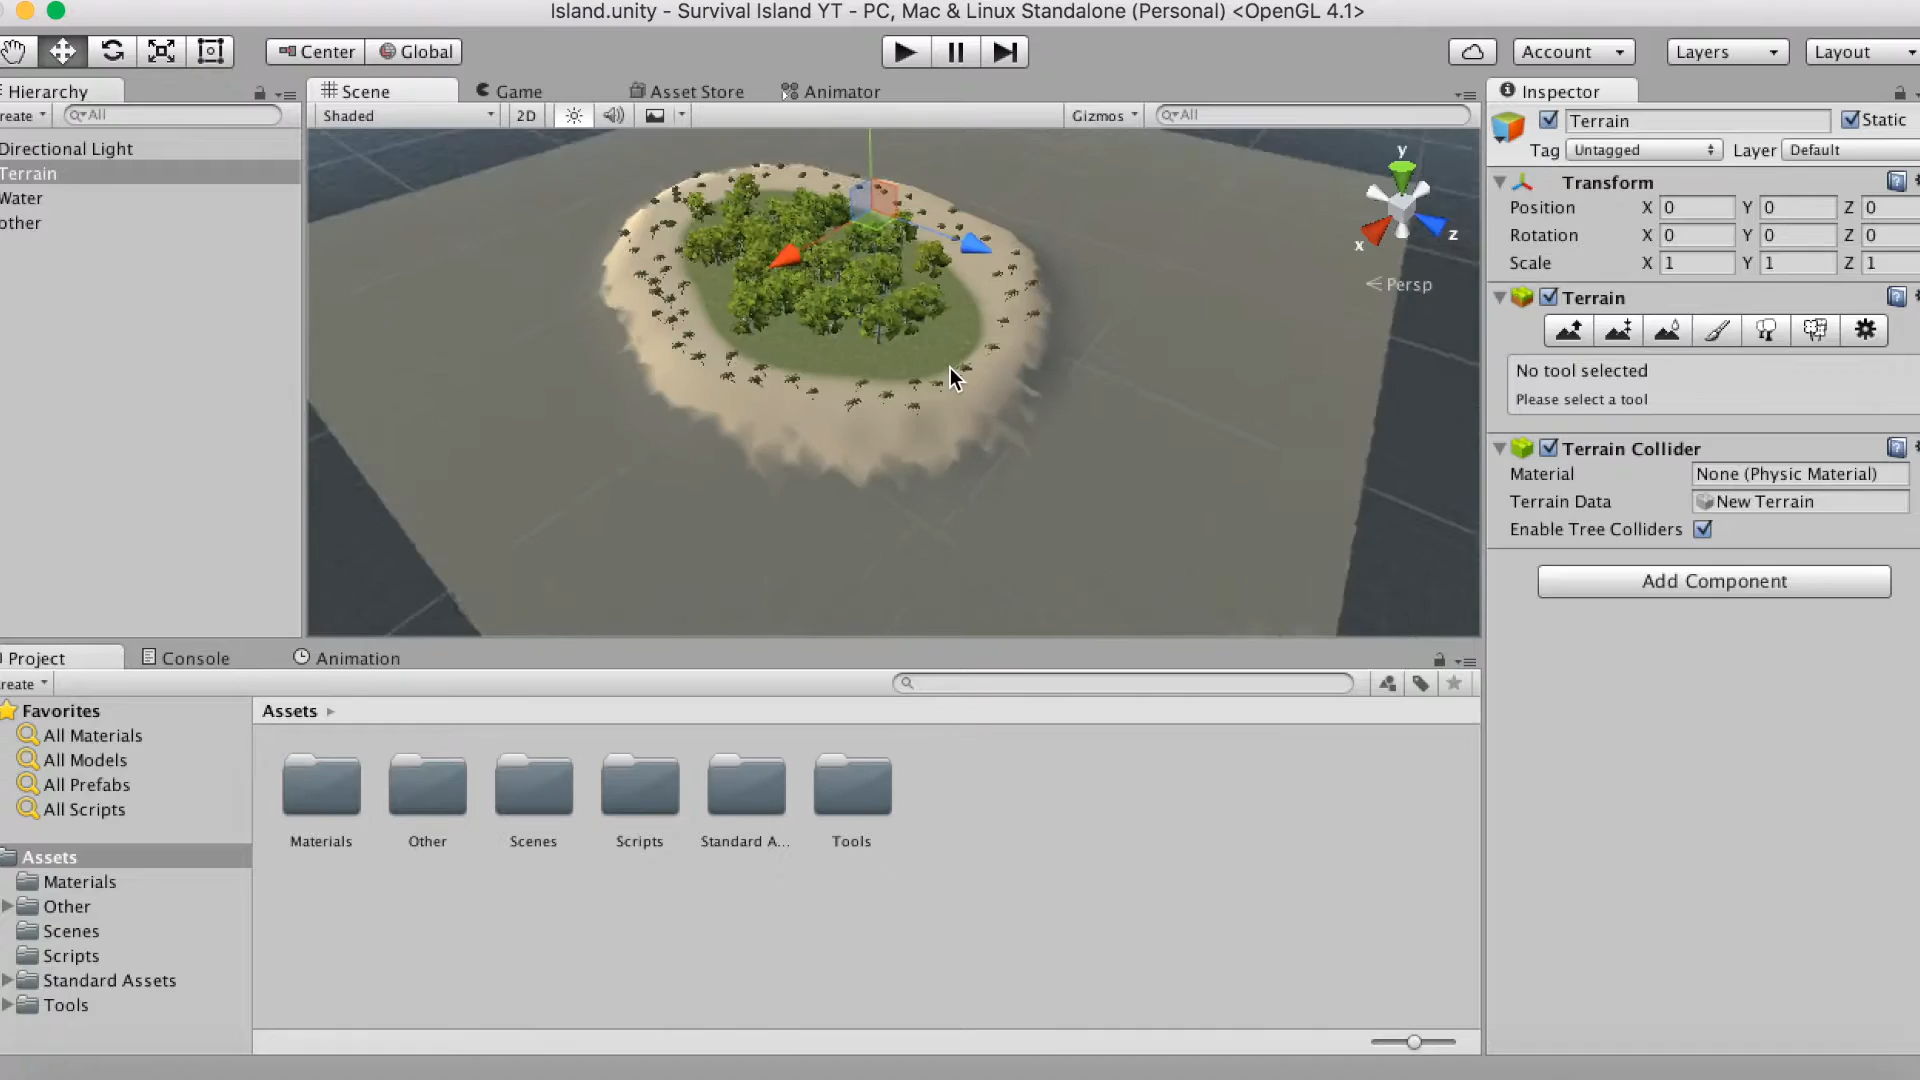 Island.unity - Survival Island YT - PC, Mac & Linux Standalone (Personal) <OpenGL 4.1>
Center Global
Account Layers Layout
Hierarchy
reate All
Directional Light
Terrain
Water
other
Scene Game Asset Store Animator
Shaded 2D Gizmos All
y
x
z
Persp
Inspector
Terrain Static
Tag Untagged Layer Default
Transform
Position X 0 Y 0 Z 0
Rotation X 0 Y 0 Z 0
Scale X 1 Y 1 Z 1
Terrain
No tool selected
Please select a tool
Terrain Collider
Material None (Physic Material)
Terrain Data New Terrain
Enable Tree Colliders
Add Component
Project Console Animation
reate
Favorites
All Materials
All Models
All Prefabs
All Scripts
Assets
Materials
Other
Scenes
Scripts
Standard Assets
Tools
Assets
Materials Other Scenes Scripts Standard A... Tools